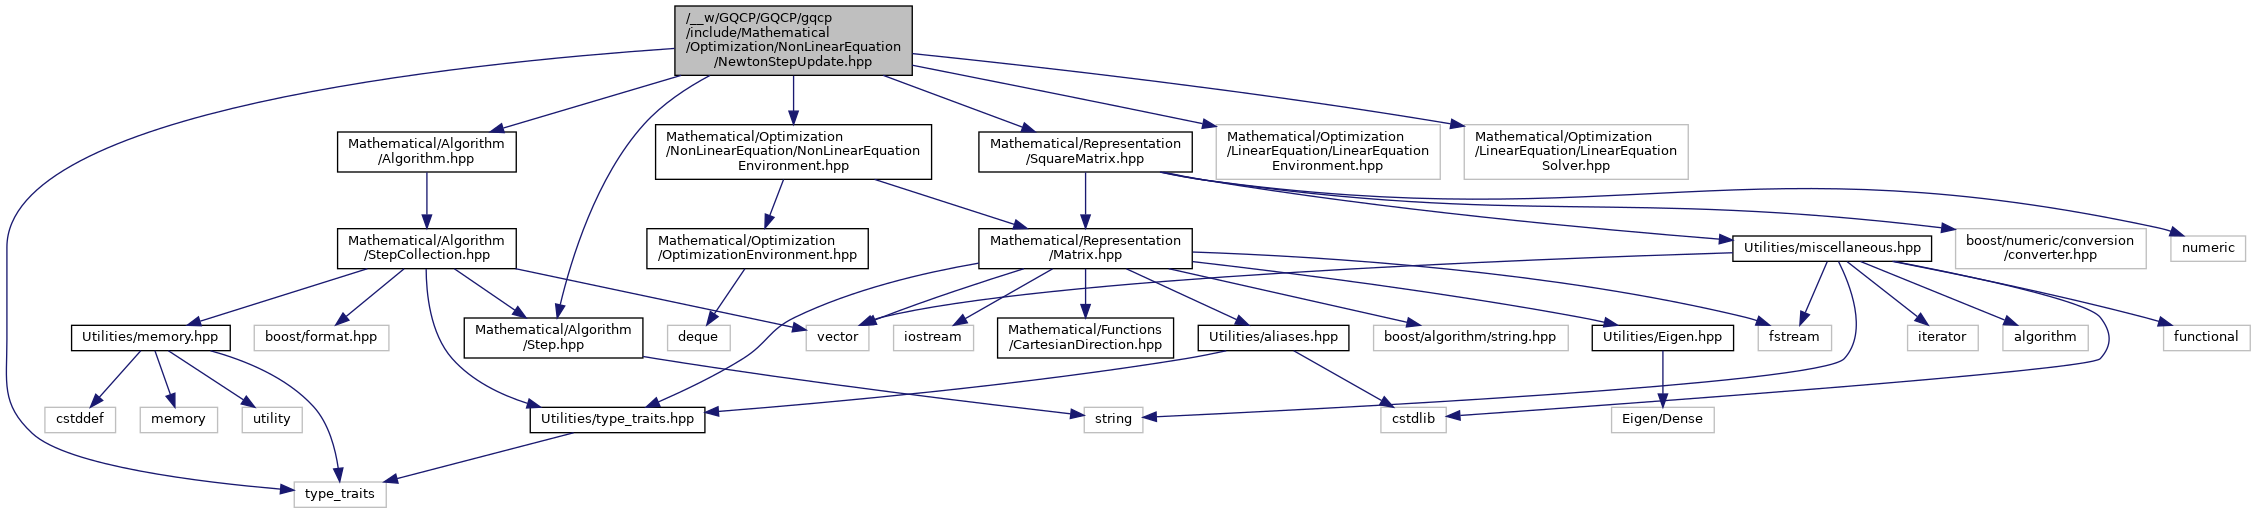 /__w/GQCP/GQCP/gqcp
/include/Mathematical
/Optimization/NonLinearEquation
/NewtonStepUpdate.hpp
Mathematical/Algorithm
/Algorithm.hpp
Mathematical/Optimization
/NonLinearEquation/NonLinearEquation
Environment.hpp
Mathematical/Representation
/SquareMatrix.hpp
Mathematical/Optimization
/LinearEquation/LinearEquation
Environment.hpp
Mathematical/Optimization
/LinearEquation/LinearEquation
Solver.hpp
Mathematical/Algorithm
/StepCollection.hpp
Mathematical/Optimization
/OptimizationEnvironment.hpp
Mathematical/Representation
/Matrix.hpp
Utilities/miscellaneous.hpp
boost/numeric/conversion
/converter.hpp
numeric
Utilities/memory.hpp
boost/format.hpp
Mathematical/Algorithm
/Step.hpp
deque
vector
iostream
Mathematical/Functions
/CartesianDirection.hpp
Utilities/aliases.hpp
boost/algorithm/string.hpp
Utilities/Eigen.hpp
fstream
iterator
algorithm
functional
cstddef
memory
utility
Utilities/type_traits.hpp
string
cstdlib
Eigen/Dense
type_traits